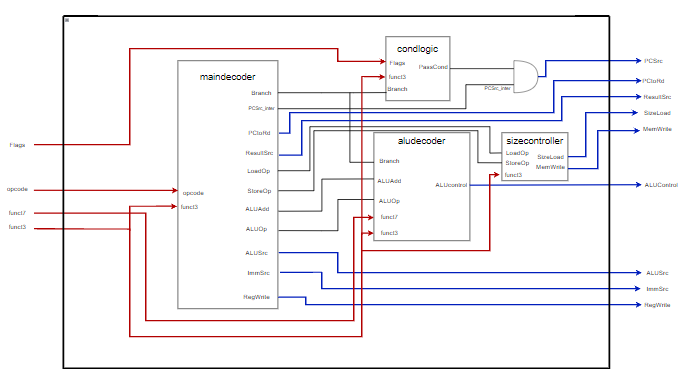 condlogic
Flags
PassCond
funct3
Branch
PCSrc_inter
PCSrc
PCtoRd
ResultSrc
SizeLoad
MemWrite
maindecoder
Branch
PCSrc_inter
PCtoRd
ResultSrc
LoadOp
StoreOp
ALUAdd
ALUOp
ALUSrc
ImmSrc
RegWrite
opcode
funct3
Flags
opcode
funct7
funct3
aludecoder
Branch
ALUAdd
ALUcontrol
ALUOp
funct7
funct3
sizecontroller
LoadOp
SizeLoad
StoreOp
MemWrite
funct3
ALUControl
ALUSrc
ImmSrc
RegWrite